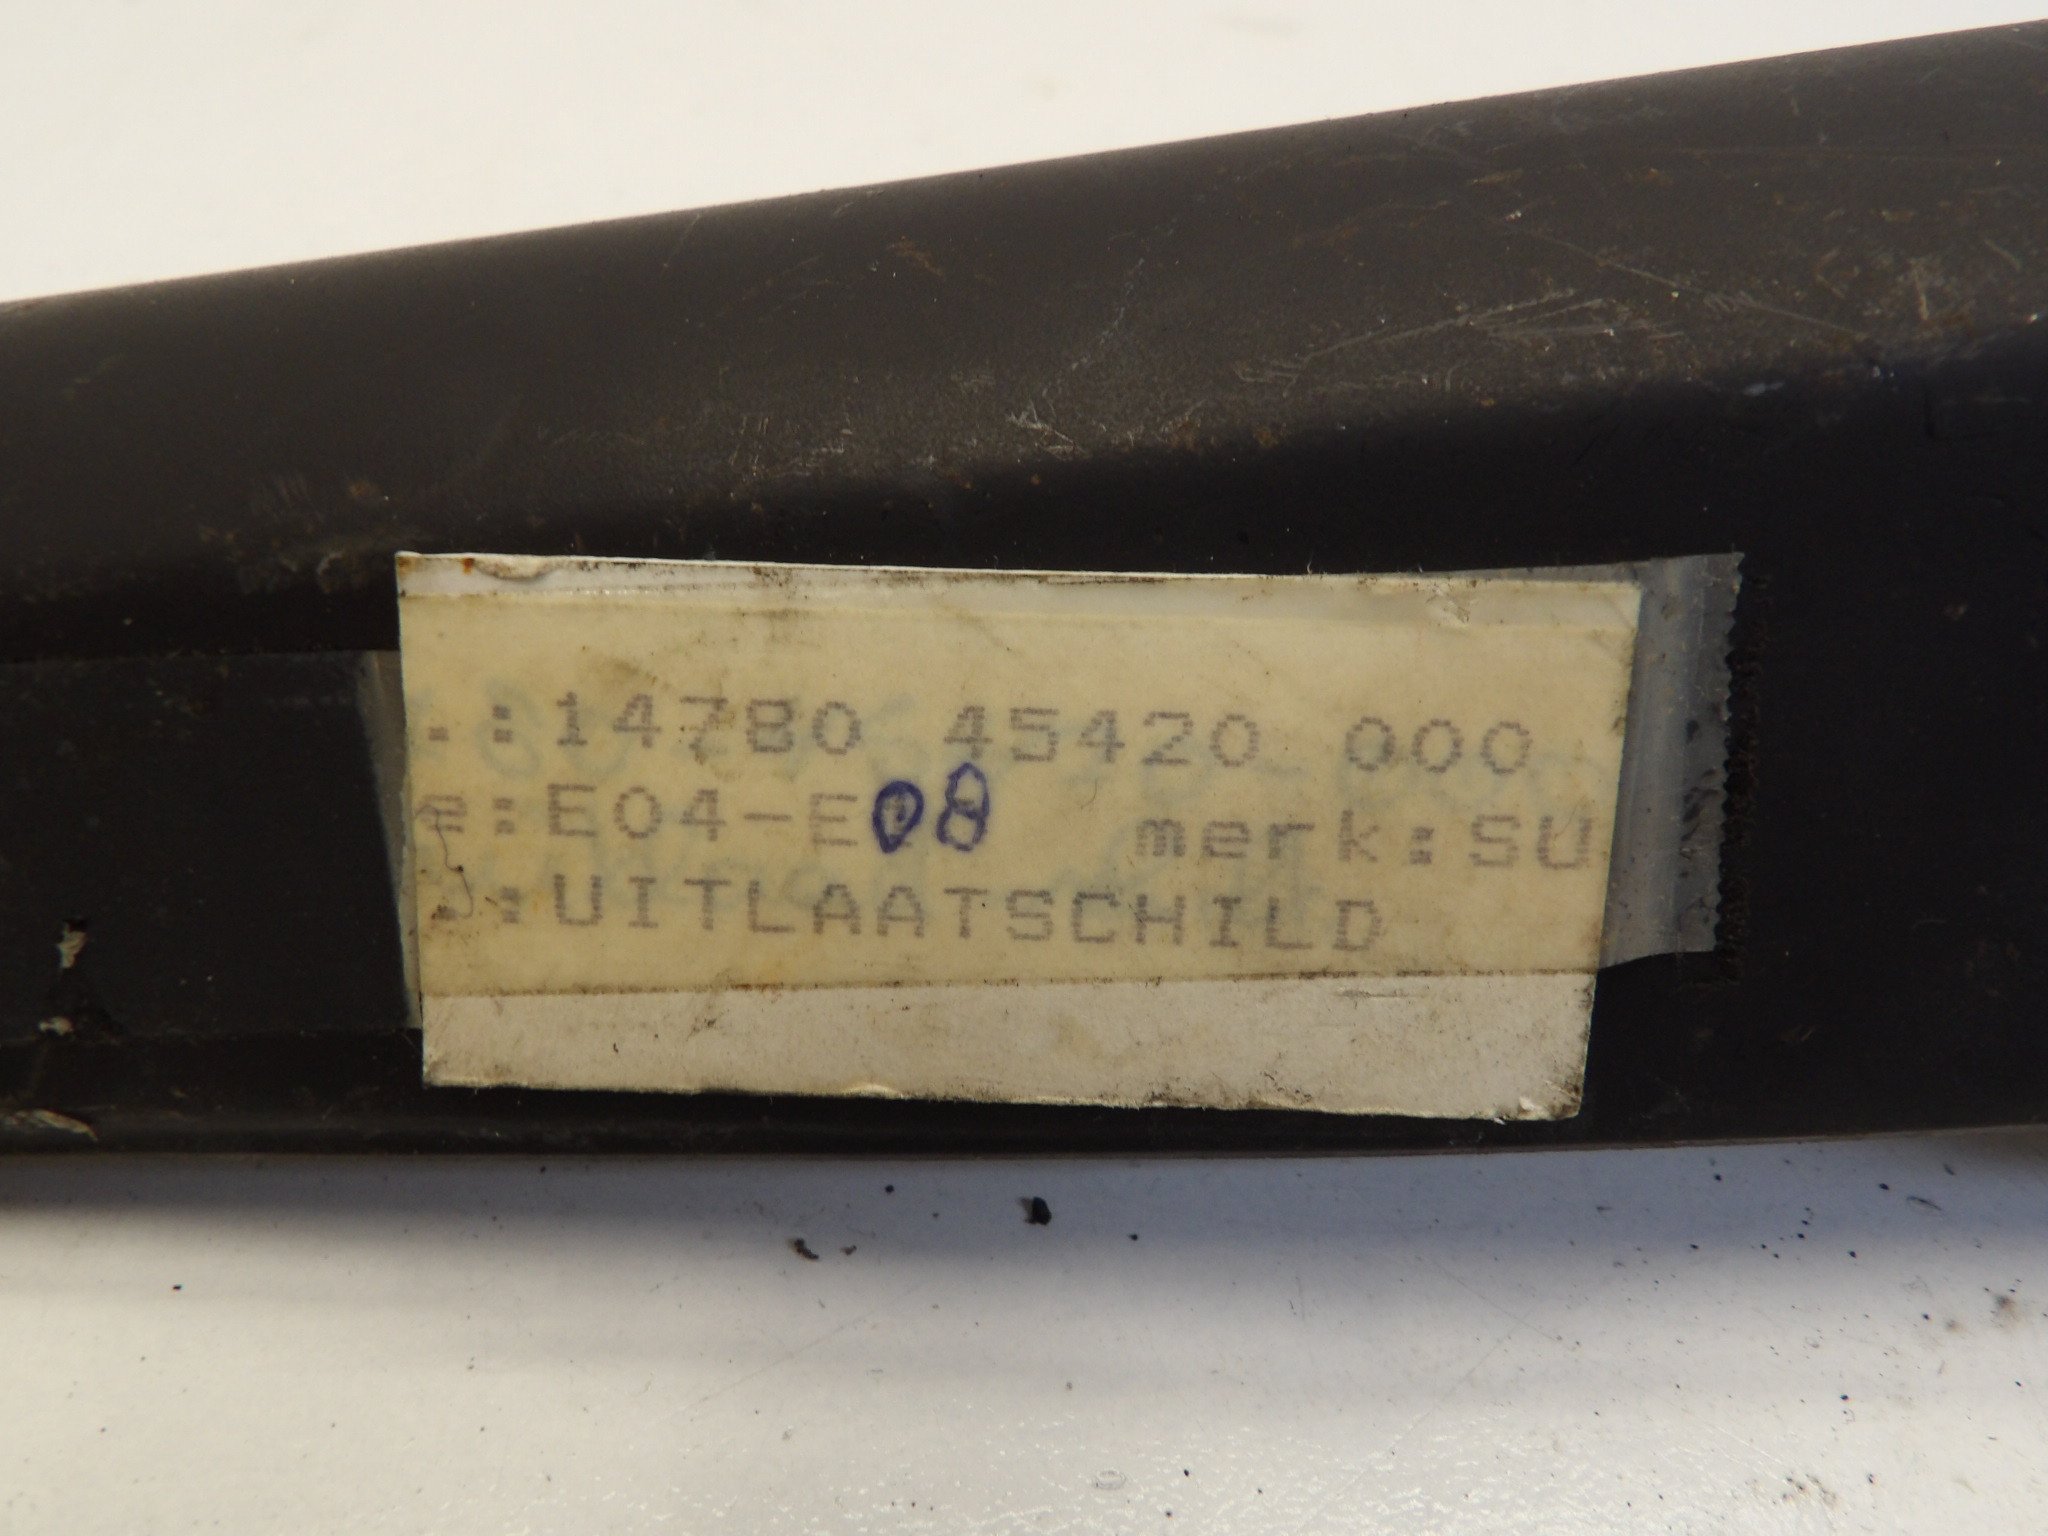 .:14780 45420 000
e:E04-E08 merk:SU
.:UITLAATSCHILD